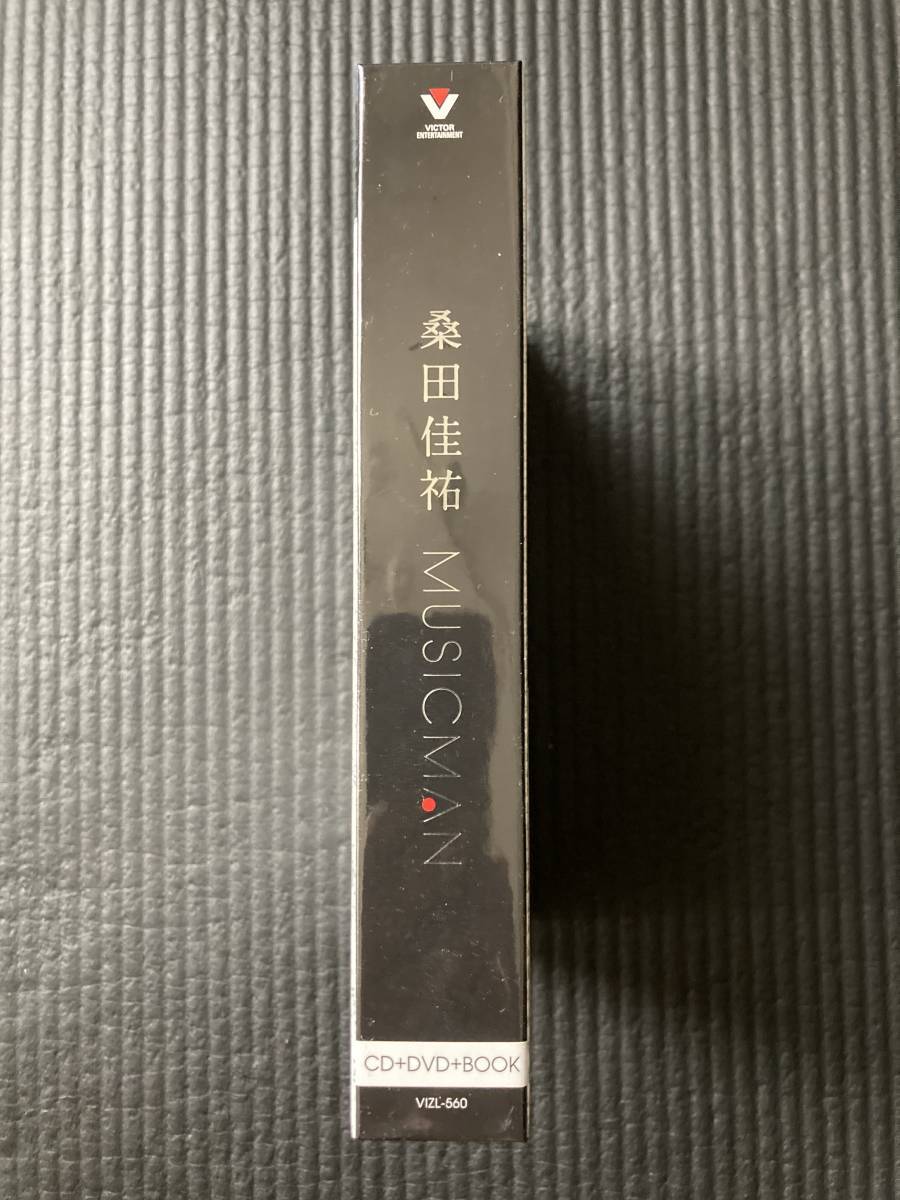 VICTOR
ENTERTAINMENT
桑田佳祐 MUSICMAN
CD+DVD+BOOK
VIZL-560